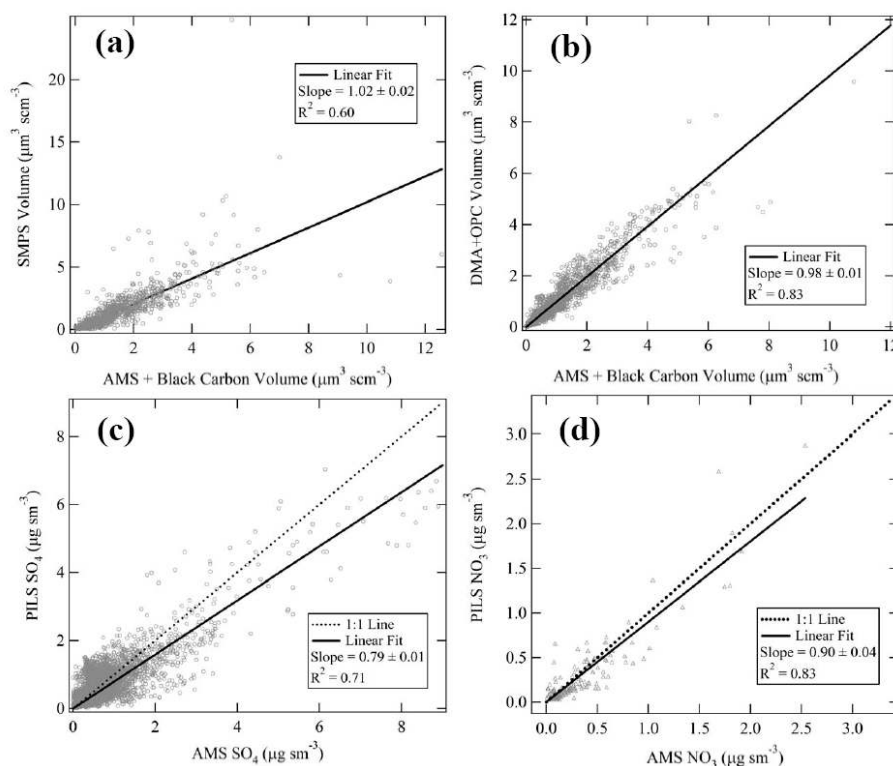 (a)
SMPS Volume (μm³ scm⁻³)
20
15
10
5
0
Linear Fit
Slope = 1.02 ± 0.02
R² = 0.60
0 2 4 6 8 10 12
AMS + Black Carbon Volume (μm³ scm⁻³)
(b)
DMA+OPC Volume (μm³ scm⁻³)
12
10
8
6
4
2
0
Linear Fit
Slope = 0.98 ± 0.01
R² = 0.83
0 2 4 6 8 10 12
AMS + Black Carbon Volume (μm³ scm⁻³)
(c)
PILS SO₄ (μg sm⁻³)
8
6
4
2
0
1:1 Line
Linear Fit
Slope = 0.79 ± 0.01
R² = 0.71
0 2 4 6 8
AMS SO₄ (μg sm⁻³)
(d)
PILS NO₃ (μg sm⁻³)
3.0
2.5
2.0
1.5
1.0
0.5
0.0
1:1 Line
Linear Fit
Slope = 0.90 ± 0.04
R² = 0.83
0.0 0.5 1.0 1.5 2.0 2.5 3.0
AMS NO₃ (μg sm⁻³)